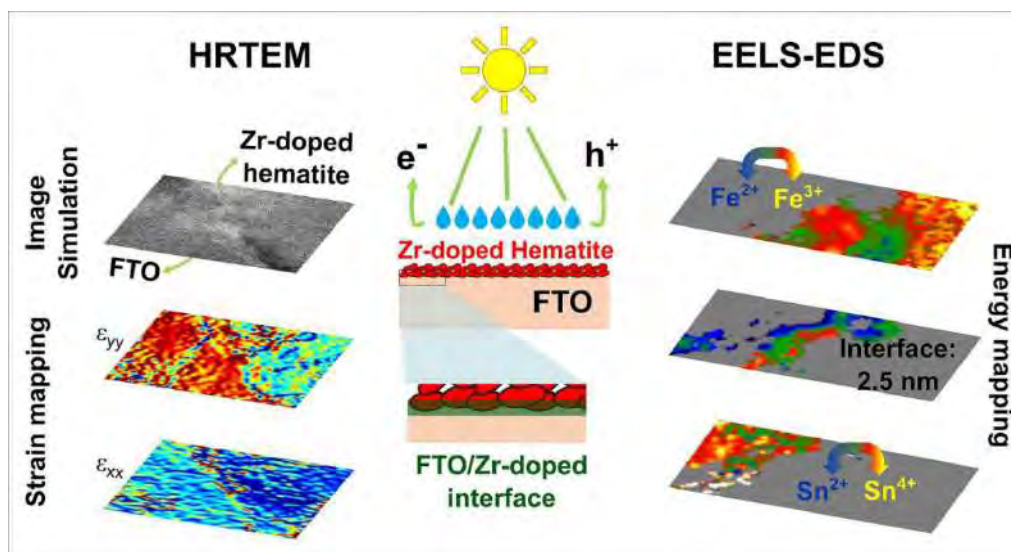 HRTEM
EELS-EDS
Image
Simulation
Zr-doped
hematite
FTO
Strain mapping
εyy
εxx
e⁻
h⁺
Zr-doped Hematite
FTO
FTO/Zr-doped
interface
Fe²⁺ Fe³⁺
Interface:
2.5 nm
Sn²⁺ Sn⁴⁺
Energy mapping